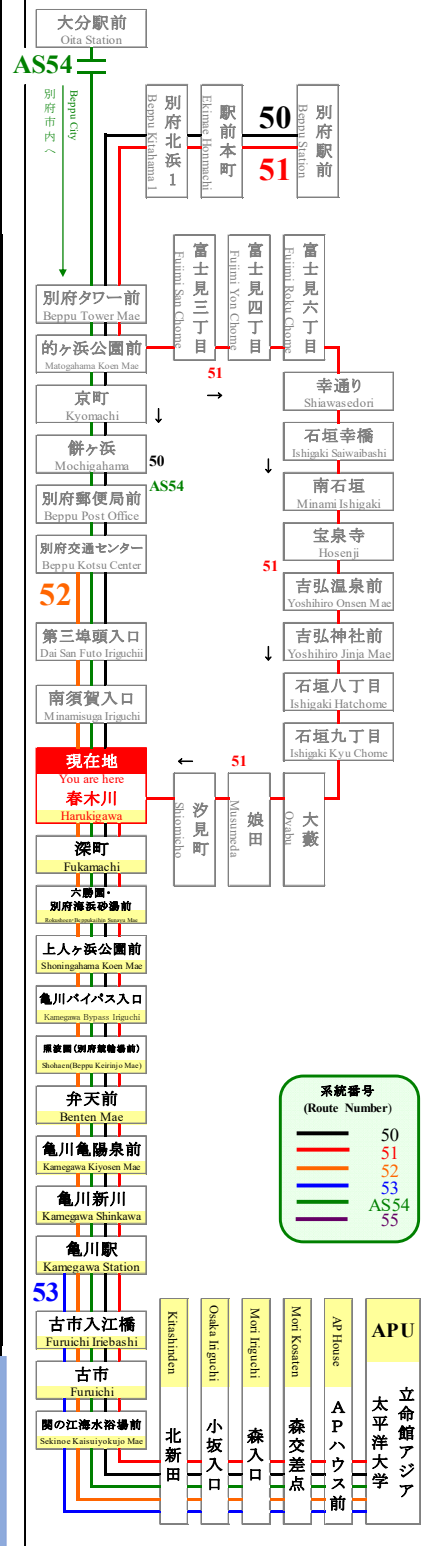 大分駅前
Oita Station
AS54
Beppu City
別府市内へ
別府北浜1
Beppu Kitahama 1
駅前本町
Ekimae Honmachi
50
51
別府駅前
Beppu Station
別府タワー前
Beppu Tower Mae
的ヶ浜公園前
Matogahama Koen Mae
富士見三丁目
Fujimi San Chome
富士見四丁目
Fujimi Yon Chome
富士見六丁目
Fujimi Roku Chome
51
→
京町
Kyomachi
↓
餅ヶ浜
Mochigahama
50
AS54
別府郵便局前
Beppu Post Office
別府交通センター
Beppu Kotsu Center
52
第三埠頭入口
Dai San Futo Iriguchii
南須賀入口
Minamisuga Iriguchi
幸通り
Shiawasedori
石垣幸橋
Ishigaki Saiwaibashi
↓
南石垣
Minami Ishigaki
宝泉寺
Hosenji
51
吉弘温泉前
Yoshihiro Onsen Mae
吉弘神社前
Yoshihiro Jinja Mae
↓
石垣八丁目
Ishigaki Hatchome
石垣九丁目
Ishigaki Kyu Chome
←
51
大藪
Oyabu
娘田
Musumeda
汐見町
Shiomicho
現在地
You are here
春木川
Harukigawa
深町
Fukamachi
六勝園・
別府海浜砂湯前
Rokushoen・Beppukaihin Sunayu Mae
上人ヶ浜公園前
Shoningahama Koen Mae
亀川バイパス入口
Kamegawa Bypass Iriguchi
照波園(別府競輪場前)
Shohaen(Beppu Keirinjo Mae)
弁天前
Benten Mae
亀川亀陽泉前
Kamegawa Kiyosen Mae
亀川新川
Kamegawa Shinkawa
亀川駅
Kamegawa Station
53
古市入江橋
Furuichi Iriebashi
古市
Furuichi
関の江海水浴場前
Sekinoe Kaisuiyokujo Mae
系統番号
(Route Number)
50
51
52
53
AS54
55
Kitashinden
北新田
Osaka Iriguchi
小坂入口
Mori Iriguchi
森入口
Mori Kosaten
森交差点
AP House
APハウス前
APU
立命館アジア
太平洋大学